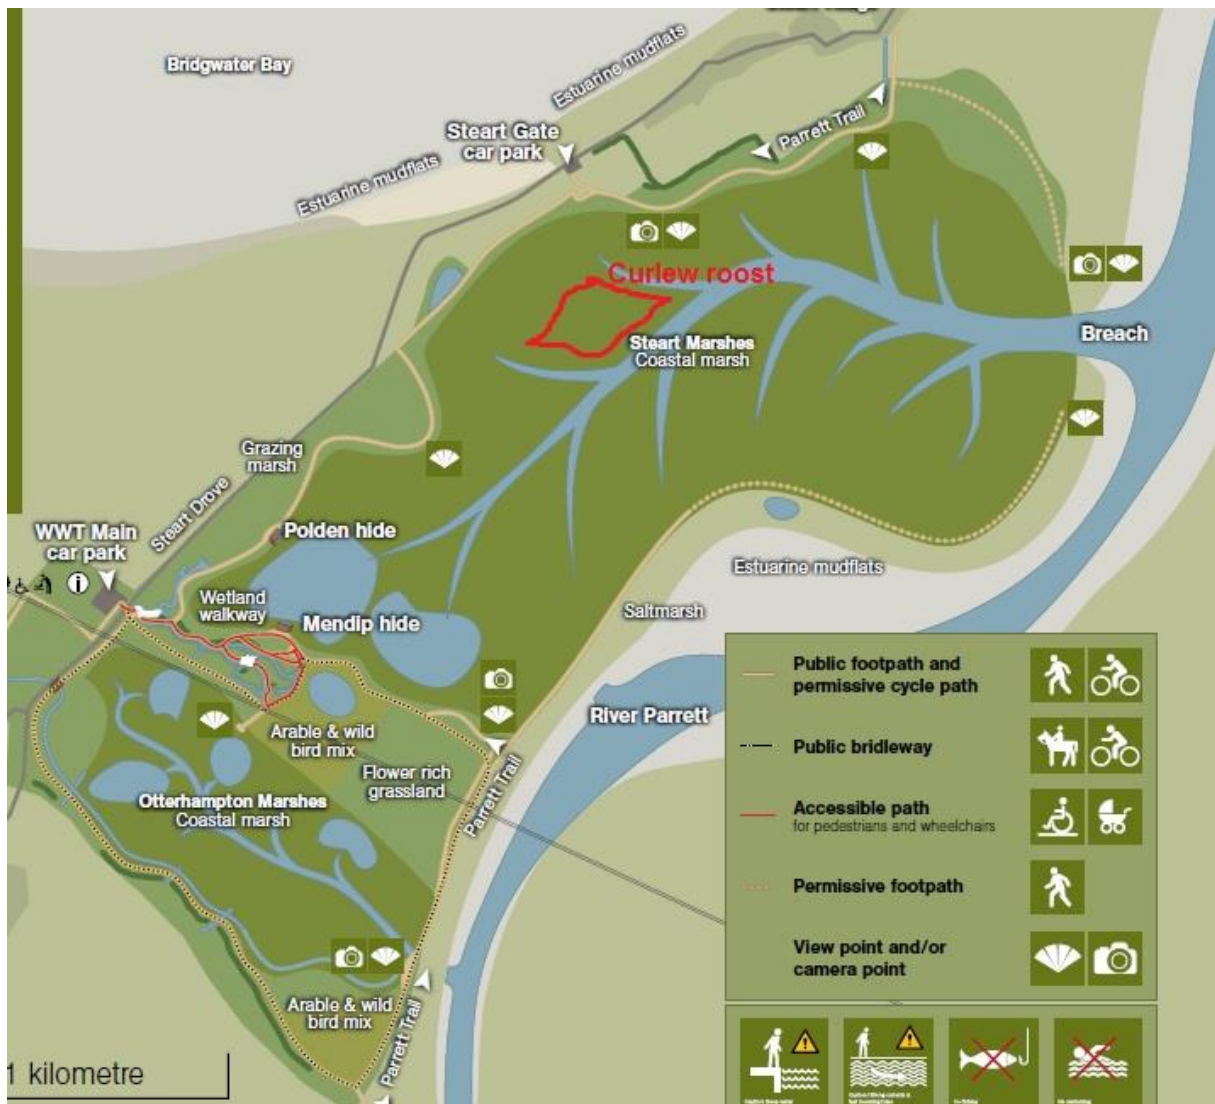 Bridgwater Bay
Estuarine mudflats
Steart Gate
car park
Parrett Trail
Estuarine mudflats
Curlew roost
Steart Marshes
Coastal marsh
Breach
Grazing
marsh
Steart Drove
Polden hide
WWT Main
car park
Wetland
walkway
Mendip hide
Estuarine mudflats
Saltmarsh
River Parrett
Arable & wild
bird mix
Flower rich
grassland
Parrett Trail
Otterhampton Marshes
Coastal marsh
Arable & wild
bird mix
Parrett Trail
1 kilometre
Public footpath and
permissive cycle path
Public bridleway
Accessible path
for pedestrians and wheelchairs
Permissive footpath
View point and/or
camera point